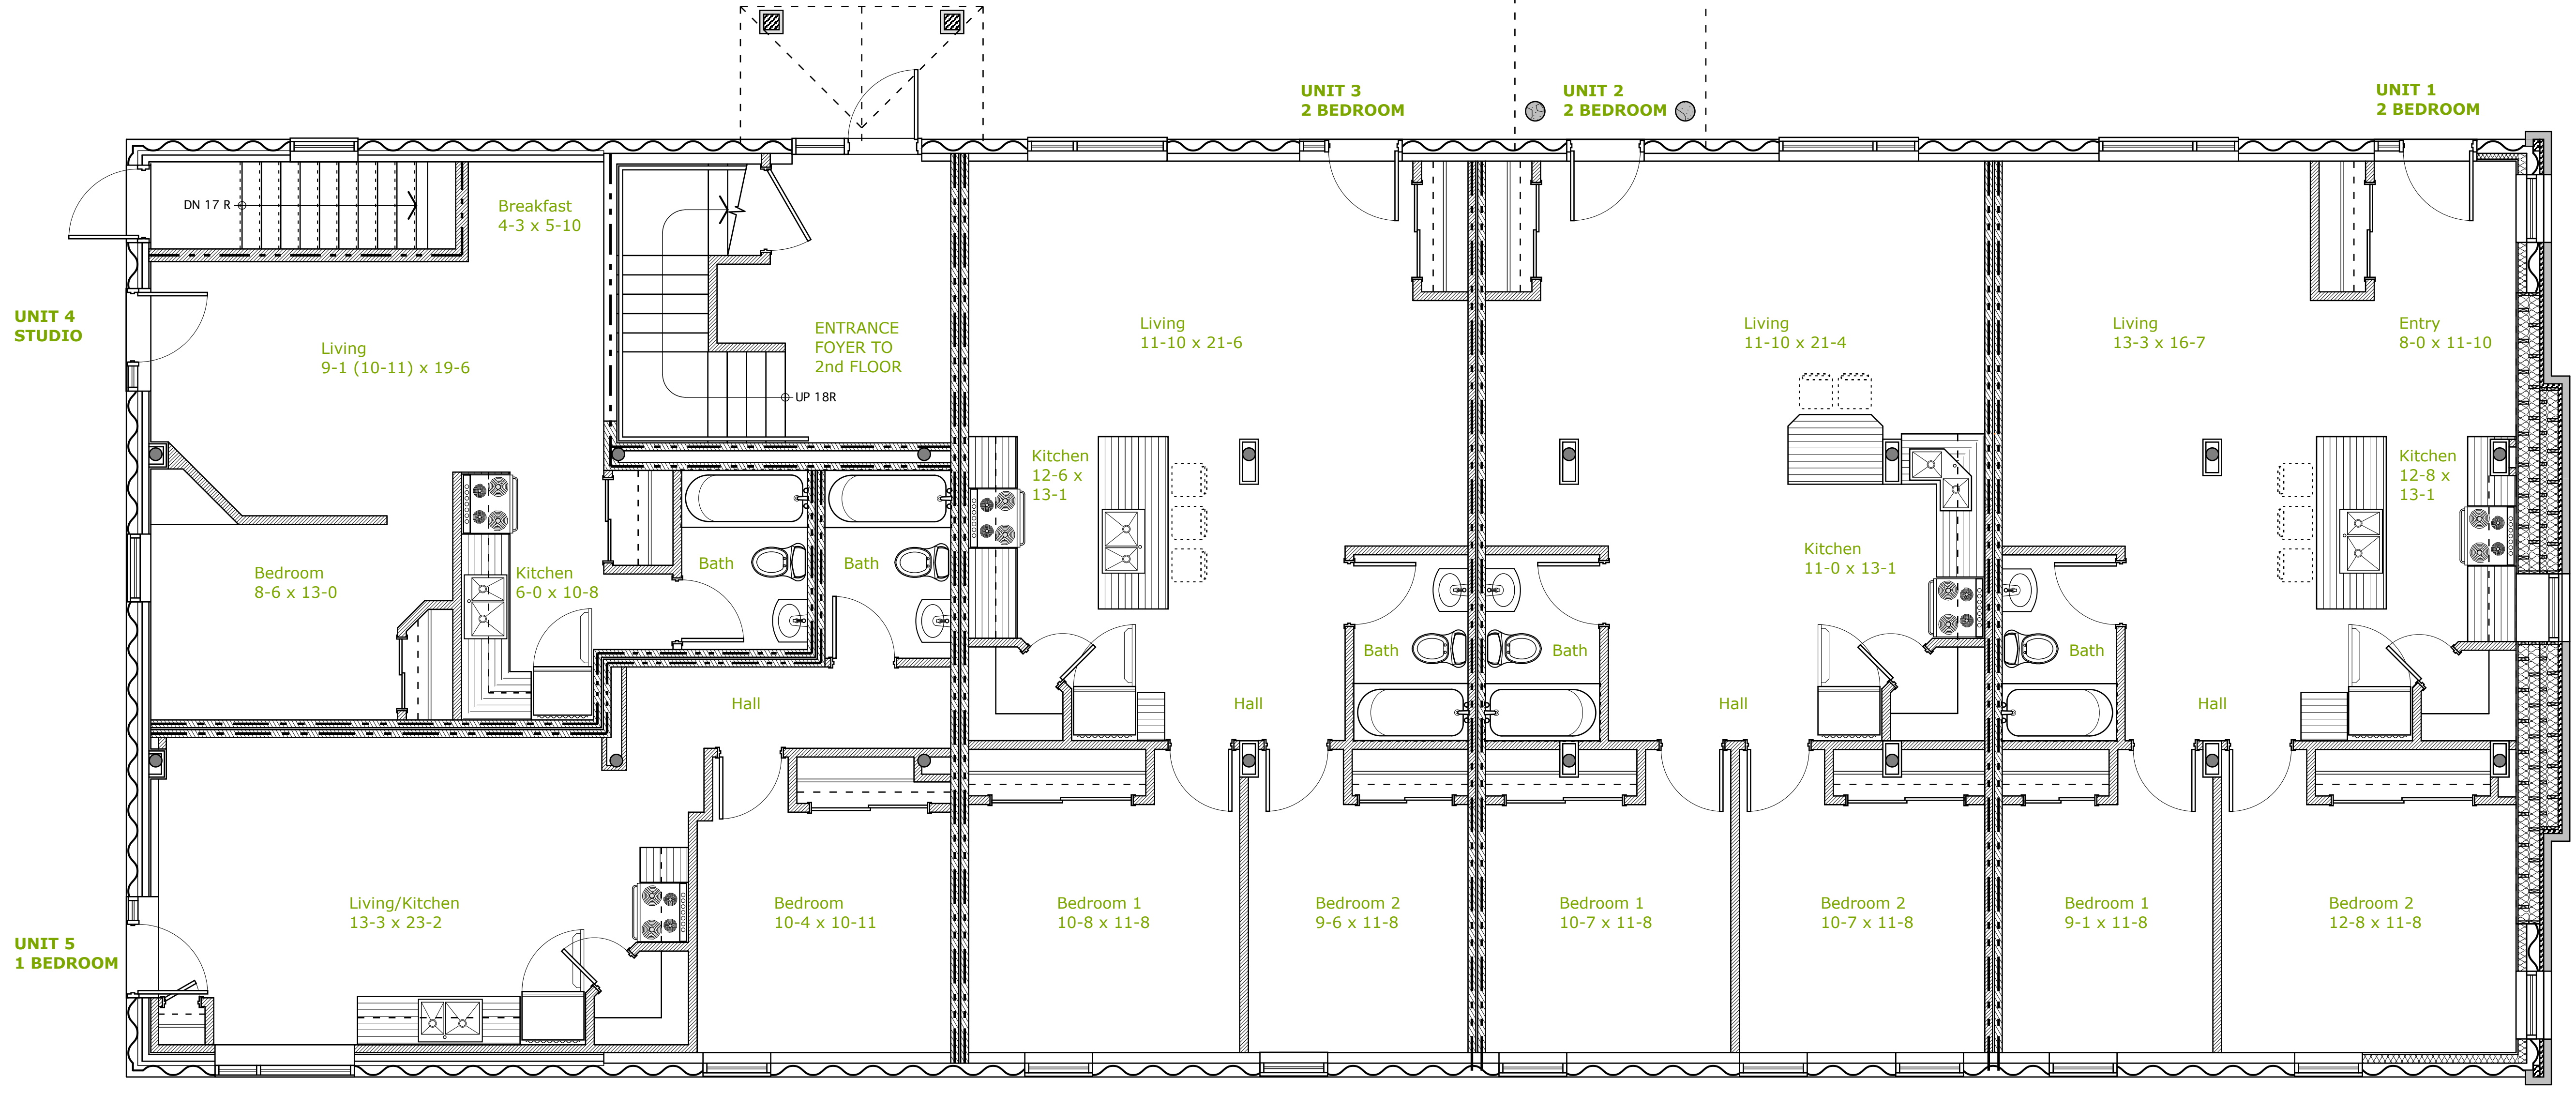 UNIT 3
2 BEDROOM
UNIT 2
2 BEDROOM
UNIT 1
2 BEDROOM
DN 17 R
Breakfast
4-3 x 5-10
UNIT 4
STUDIO
Living
9-1 (10-11) x 19-6
ENTRANCE
FOYER TO
2nd FLOOR
UP 18R
Living
11-10 x 21-6
Living
11-10 x 21-4
Living
13-3 x 16-7
Entry
8-0 x 11-10
Kitchen
12-6 x
13-1
Kitchen
12-8 x
13-1
Bedroom
8-6 x 13-0
Kitchen
6-0 x 10-8
Bath
Bath
Kitchen
11-0 x 13-1
Bath
Bath
Bath
Hall
Hall
Hall
Hall
Living/Kitchen
13-3 x 23-2
Bedroom
10-4 x 10-11
Bedroom 1
10-8 x 11-8
Bedroom 2
9-6 x 11-8
Bedroom 1
10-7 x 11-8
Bedroom 2
10-7 x 11-8
Bedroom 1
9-1 x 11-8
Bedroom 2
12-8 x 11-8
UNIT 5
1 BEDROOM